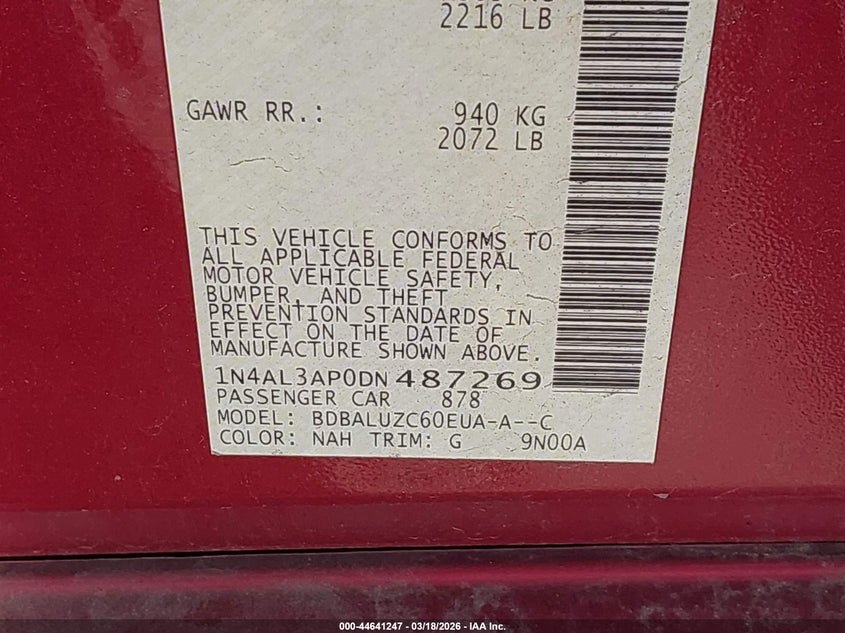 2216 LB
GAWR RR.: 940 KG
2072 LB
THIS VEHICLE CONFORMS TO
ALL APPLICABLE FEDERAL
MOTOR VEHICLE SAFETY,
BUMPER, AND THEFT
PREVENTION STANDARDS IN
EFFECT ON THE DATE OF
MANUFACTURE SHOWN ABOVE.
1N4AL3AP0DN487269
PASSENGER CAR 878
MODEL: BDBALUZC60EUA-A--C
COLOR: NAH TRIM: G 9N00A
000-44641247 - 03/18/2026 - IAA Inc.